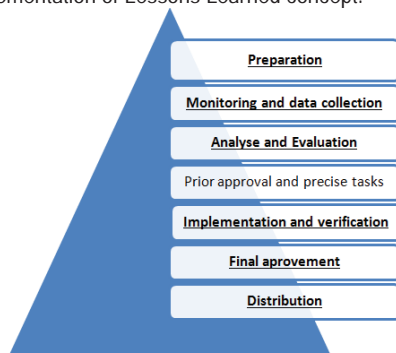 Lessons Learned concept.
Preparation
Monitoring and data collection
Analyse and Evaluation
Prior approval and precise tasks
Implementation and verification
Final aprovement
Distribution